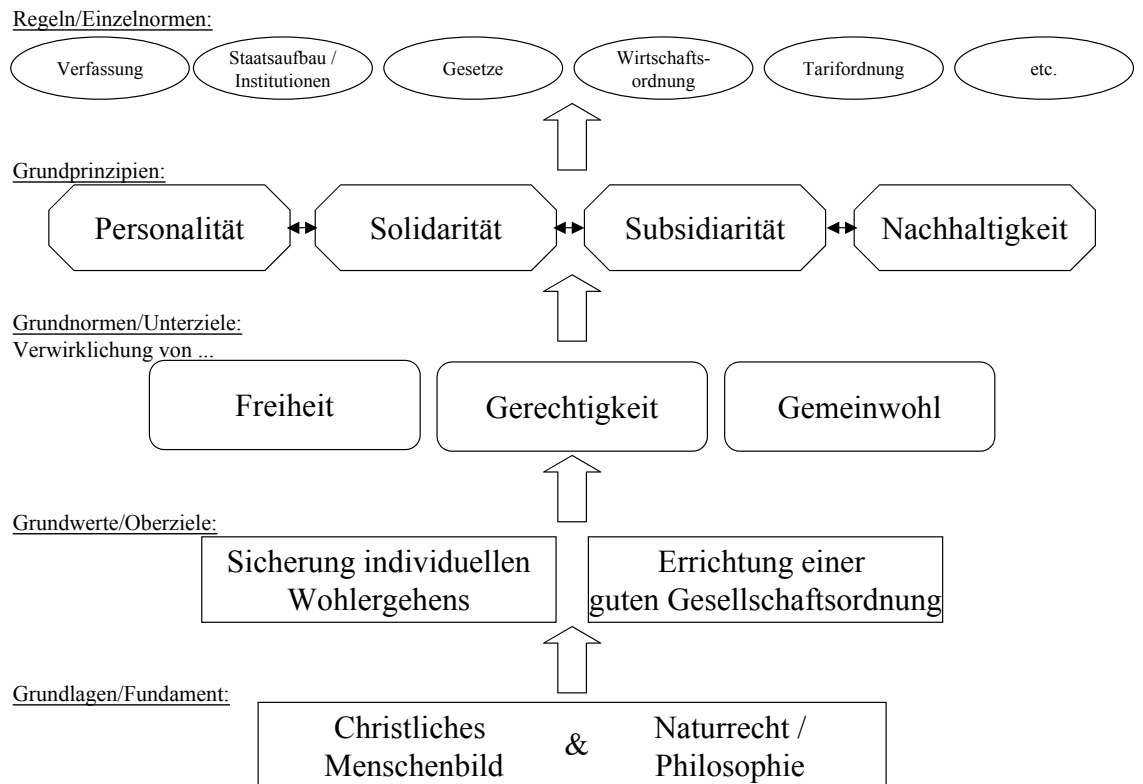 Regeln/Einzelnormen:
Verfassung
Staatsaufbau /
Institutionen
Gesetze
Wirtschafts-
ordnung
Tarifordnung
etc.
Grundprinzipien:
Personalität
Solidarität
Subsidiarität
Nachhaltigkeit
Grundnormen/Unterziele:
Verwirklichung von ...
Freiheit
Gerechtigkeit
Gemeinwohl
Grundwerte/Oberziele:
Sicherung individuellen
Wohlergehens
Errichtung einer
guten Gesellschaftsordnung
Grundlagen/Fundament:
Christliches
Menschenbild
&
Naturrecht /
Philosophie